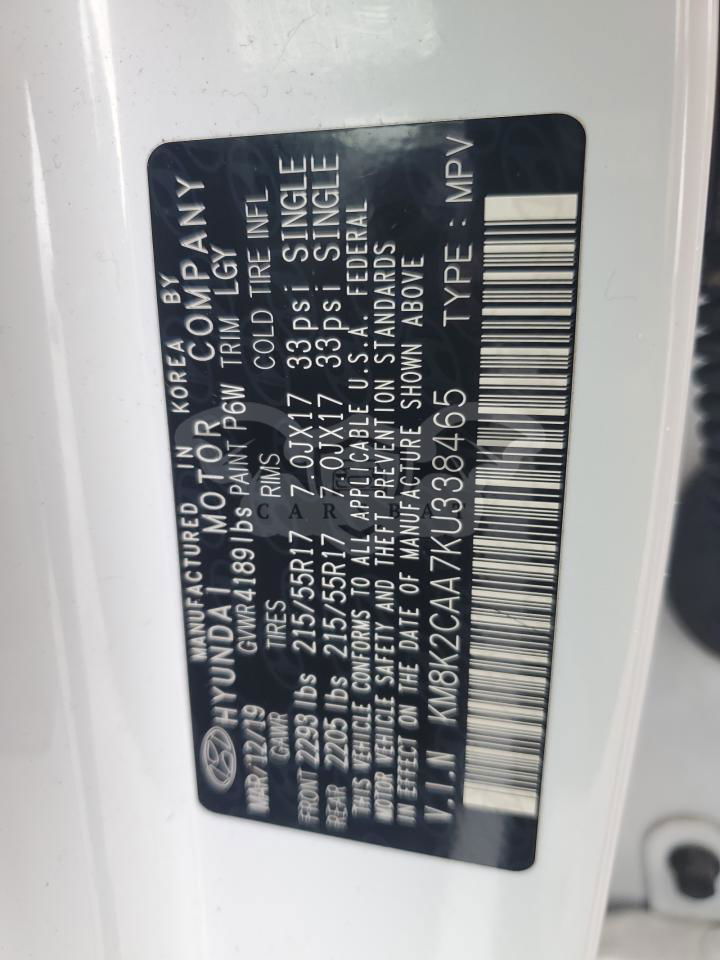 MANUFACTURED IN KOREA BY
HYUNDAI MOTOR COMPANY
MAR/12/19 GVWR 4189lbs PAINT P6W TRIM LGY
GAWR TIRES RIMS COLD TIRE INFL
FRONT 2293 lbs 215/55R17 7.0JX17 33psi SINGLE
REAR 2205 lbs 215/55R17 7.0JX17 33psi SINGLE
THIS VEHICLE CONFORMS TO ALL APPLICABLE U.S.A. FEDERAL
MOTOR VEHICLE SAFETY AND THEFT PREVENTION STANDARDS
IN EFFECT ON THE DATE OF MANUFACTURE SHOWN ABOVE
V.I.N KM8K2CAA7KU338465 TYPE : MPV
CAR BAY